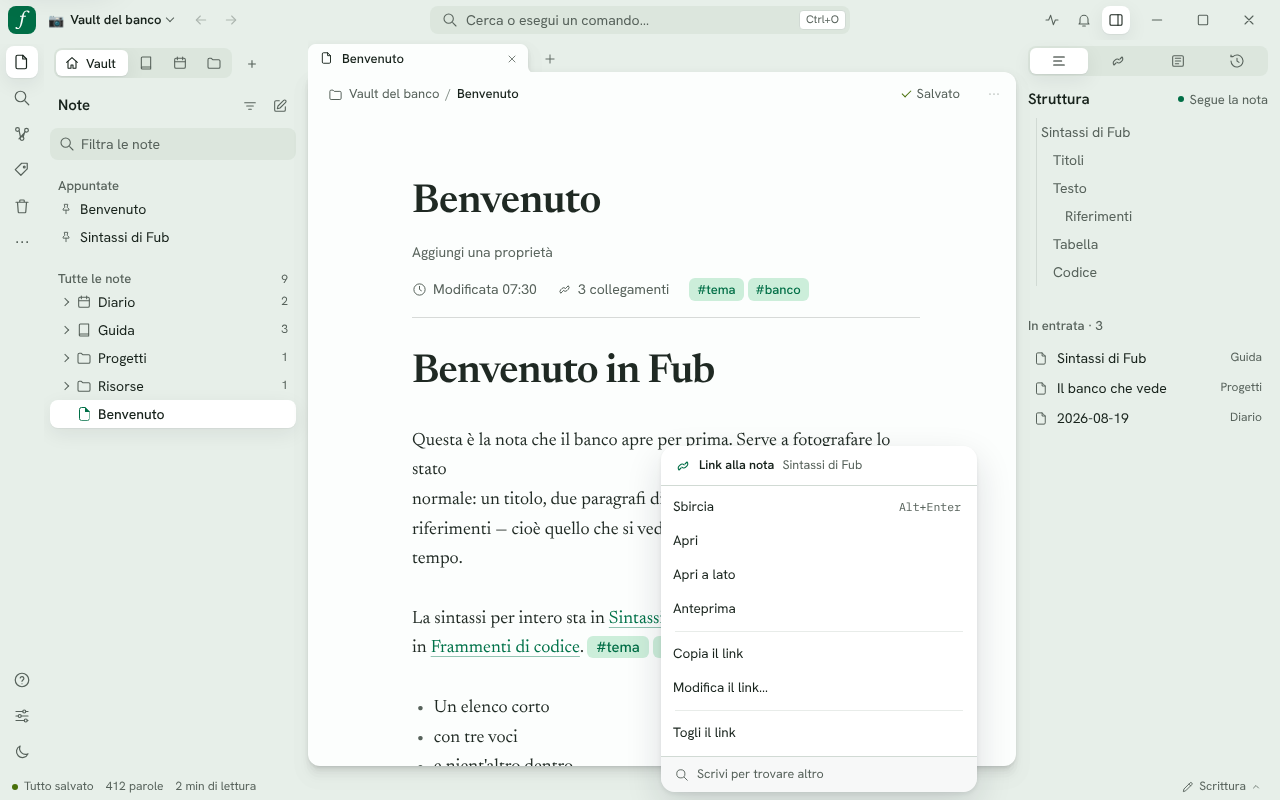 f
Vault del banco
Cerca o esegui un comando...
Ctrl+O
Vault
Note
Filtra le note
Appuntate
Benvenuto
Sintassi di Fub
Tutte le note 9
Diario 2
Guida 3
Progetti 1
Risorse 1
Benvenuto
Benvenuto
Vault del banco / Benvenuto
Salvato
Benvenuto
Aggiungi una proprietà
Modificata 07:30 3 collegamenti #tema #banco
Benvenuto in Fub
Questa è la nota che il banco apre per prima. Serve a fotografare lo
stato
normale: un titolo, due paragrafi di
riferimenti — cioè quello che si ved
tempo.
La sintassi per intero sta in Sintass
in Frammenti di codice. #tema
• Un elenco corto
• con tre voci
• e nient'altro dentro
Link alla nota Sintassi di Fub
Sbircia Alt+Enter
Apri
Apri a lato
Anteprima
Copia il link
Modifica il link...
Togli il link
Scrivi per trovare altro
Struttura
Segue la nota
Sintassi di Fub
Titoli
Testo
Riferimenti
Tabella
Codice
In entrata · 3
Sintassi di Fub Guida
Il banco che vede Progetti
2026-08-19 Diario
Tutto salvato 412 parole 2 min di lettura
Scrittura